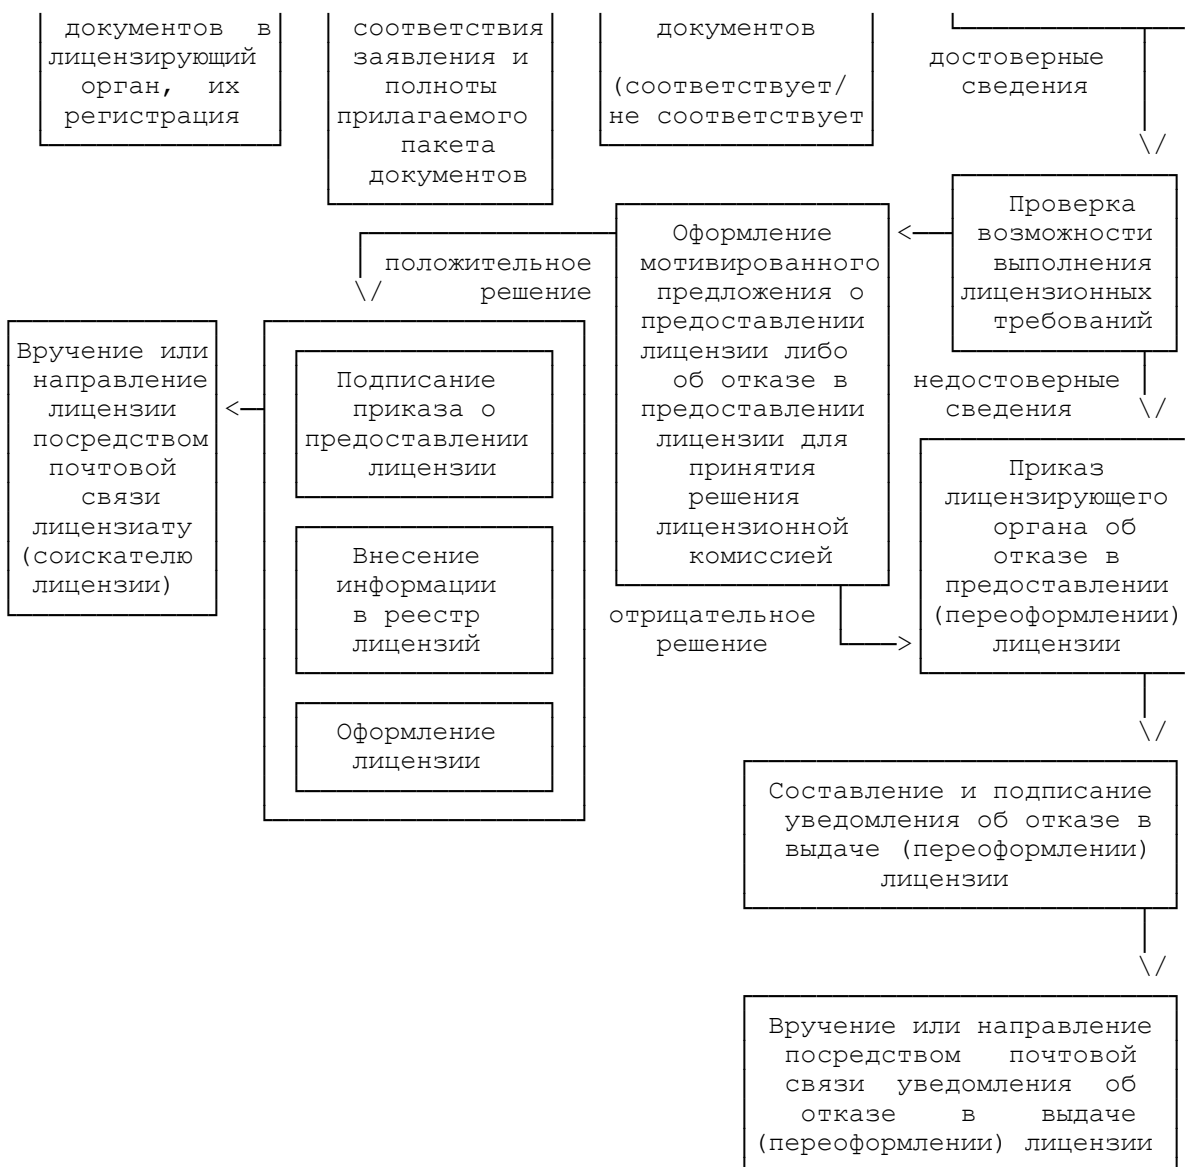 документов в
лицензирующий
орган, их
регистрация
соответствия
заявления и
полноты
прилагаемого
пакета
документов
документов
(соответствует/
не соответствует
достоверные
сведения
Проверка
возможности
выполнения
лицензионных
требований
Оформление
мотивированного
предложения о
предоставлении
лицензии либо
об отказе в
предоставлении
лицензии для
принятия
решения
лицензионной
комиссией
положительное
решение
Вручение или
направление
лицензии
посредством
почтовой
связи
лицензиату
(соискателю
лицензии)
Подписание
приказа о
предоставлении
лицензии
Внесение
информации
в реестр
лицензий
Оформление
лицензии
недостоверные
сведения
отрицательное
решение
Приказ
лицензирующего
органа об
отказе в
предоставлении
(переоформлении)
лицензии
Составление и подписание
уведомления об отказе в
выдаче (переоформлении)
лицензии
Вручение или направление
посредством почтовой
связи уведомления об
отказе в выдаче
(переоформлении) лицензии